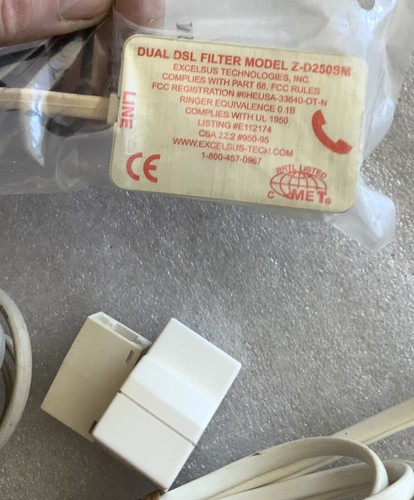 DUAL DSL FILTER MODEL Z-D250SM
EXCELSUS TECHNOLOGIES, INC.
COMPLIES WITH PART 68, FCC RULES
FCC REGISTRATION #6HEUSA-33640-OT-N
RINGER EQUIVALENCE 0.1B
COMPLIES WITH UL 1950
LISTING #E112174
CSA 22.2 #950-95
WWW.EXCELSUS-TECH.COM
1-800-457-0967
LINE
CE
NRTL LISTED
C MET®